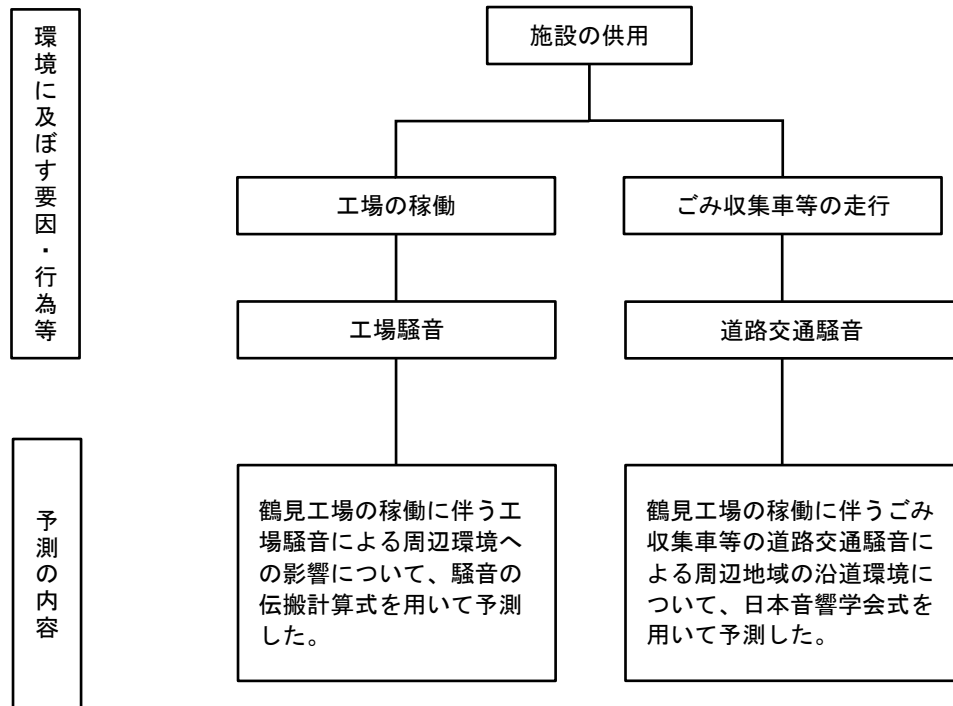 環境に及ぼす要因・行為等
施設の供用
工場の稼働
ごみ収集車等の走行
工場騒音
道路交通騒音
予測の内容
鶴見工場の稼働に伴う工
場騒音による周辺環境へ
の影響について、騒音の
伝搬計算式を用いて予測
した。
鶴見工場の稼働に伴うごみ
収集車等の道路交通騒音に
よる周辺地域の沿道環境に
ついて、日本音響学会式を
用いて予測した。